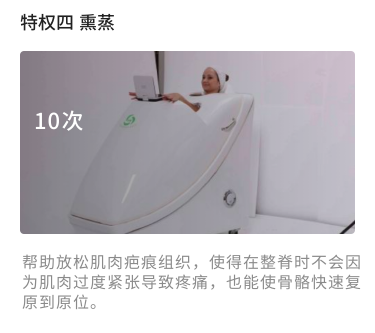 特权四 熏蒸
10次
帮助放松肌肉疤痕组织，使得在整脊时不会因
为肌肉过度紧张导致疼痛，也能使骨骼快速复
原到原位。